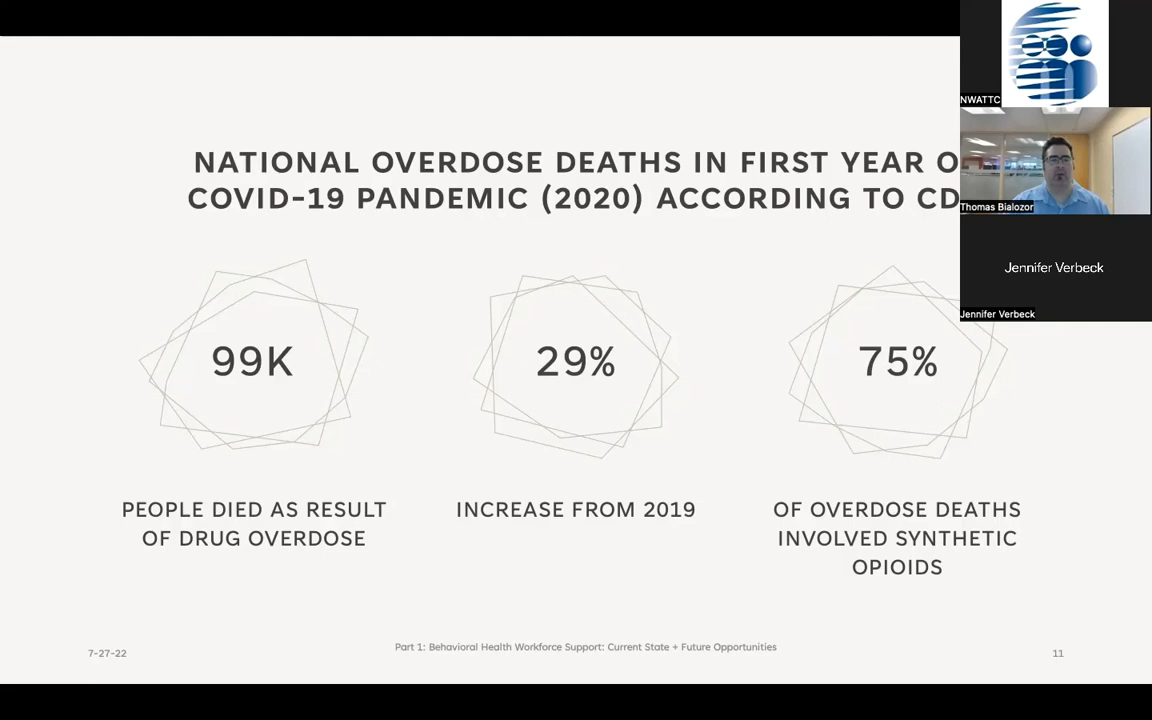 NATIONAL OVERDOSE DEATHS IN FIRST YEAR O
COVID-19 PANDEMIC (2020) ACCORDING TO CD
99K
29%
75%
PEOPLE DIED AS RESULT
OF DRUG OVERDOSE
INCREASE FROM 2019
OF OVERDOSE DEATHS
INVOLVED SYNTHETIC
OPIOIDS
7-27-22
Part 1: Behavioral Health Workforce Support: Current State + Future Opportunities
11
NWATTC
Thomas Bialozor
Jennifer Verbeck
Jennifer Verbeck